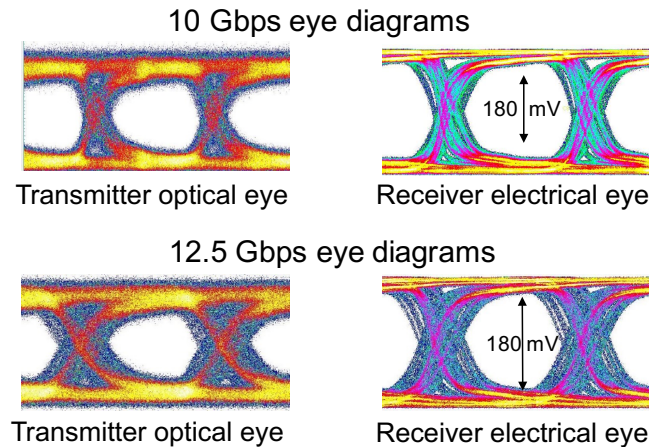 10 Gbps eye diagrams
180 mV
Transmitter optical eye
Receiver electrical eye
12.5 Gbps eye diagrams
180 mV
Transmitter optical eye
Receiver electrical eye